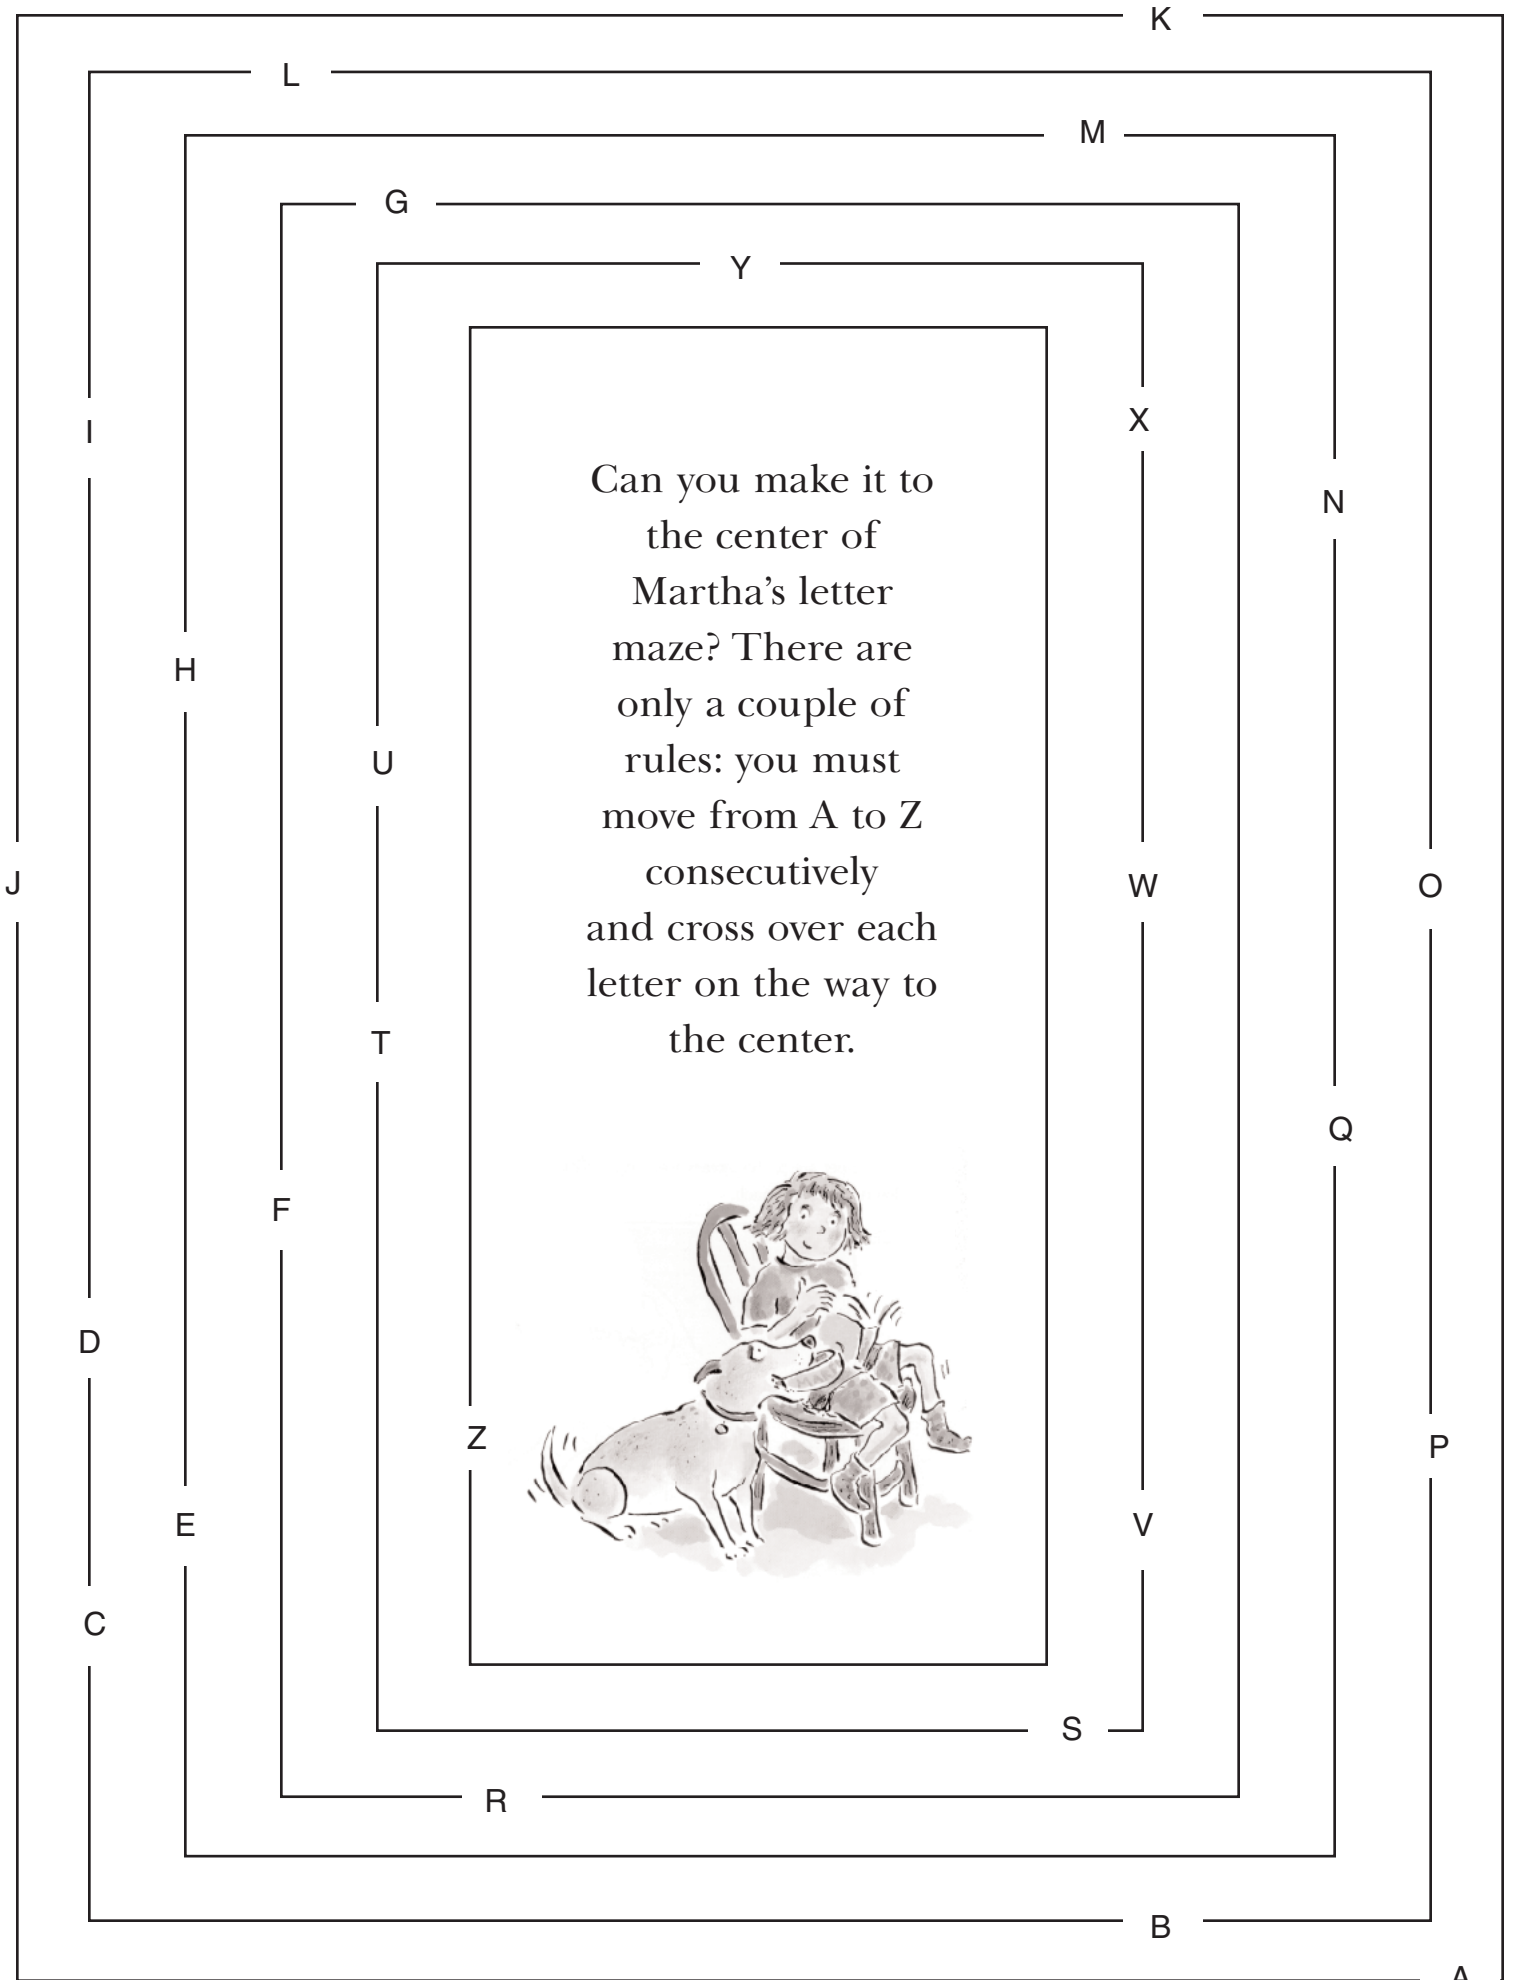 K
L
M
G
Y
I
X
Can you make it to
the center of
N
Martha’s letter
maze? There are
H
only a couple of
rules: you must
U
move from A to Z
consecutively
J
W
O
and cross over each
letter on the way to
the center.
T
Q
F
D
Z
P
E
V
C
S
R
B
A